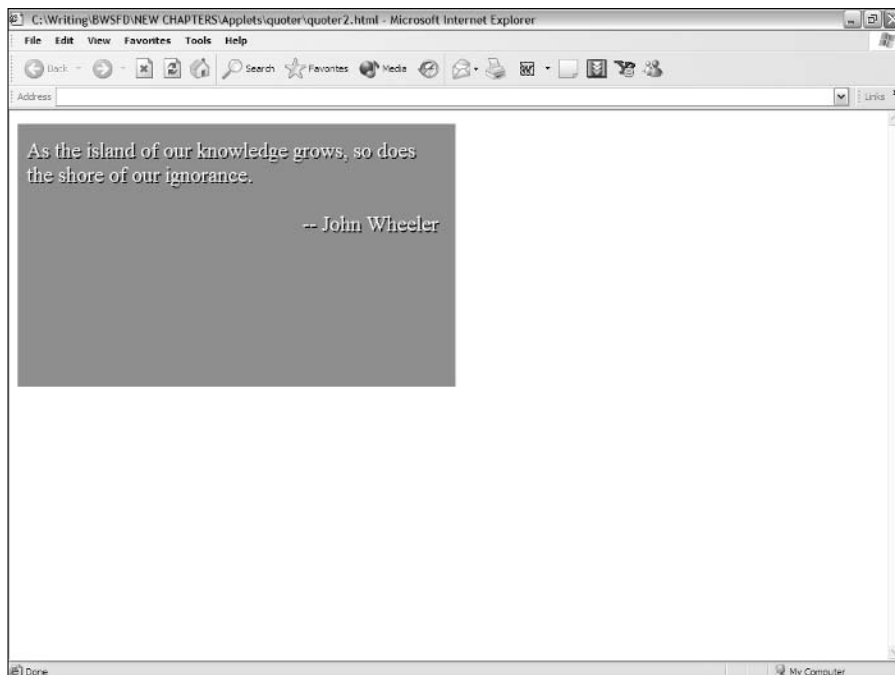 C:\Writing\BWSFD\NEW CHAPTERS\Applets\quoter\quoter2.html - Microsoft Internet Explorer
File Edit View Favorites Tools Help
Back Search Favorites Media
Address Links
As the island of our knowledge grows, so does
the shore of our ignorance.
-- John Wheeler
Done My Computer